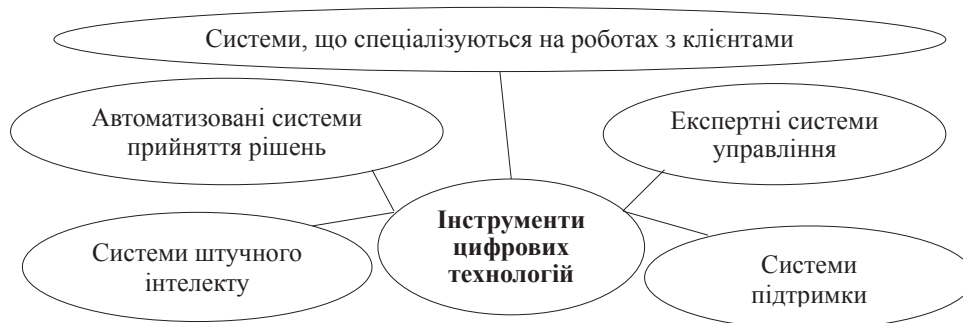 Системи, що спеціалізуються на роботах з клієнтами
Автоматизовані системи
прийняття рішень
Експертні системи
управління
Інструменти
цифрових
технологій
Системи штучного
інтелекту
Системи
підтримки